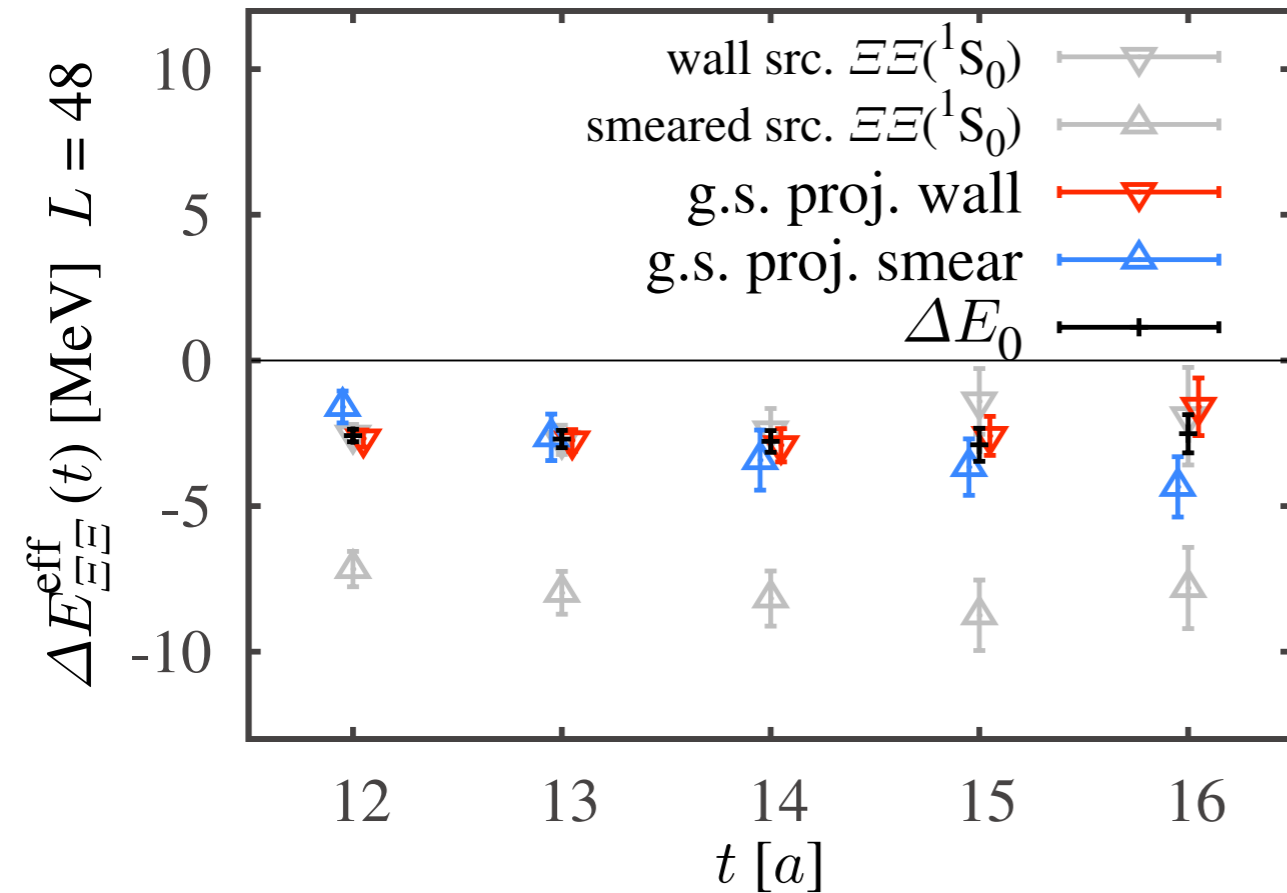 wall src. ΞΞ(¹S₀)
smeared src. ΞΞ(¹S₀)
g.s. proj. wall
g.s. proj. smear
ΔE₀
10
5
0
-5
-10
ΔE^eff_ΞΞ (t) [MeV] L = 48
12 13 14 15 16
t [a]